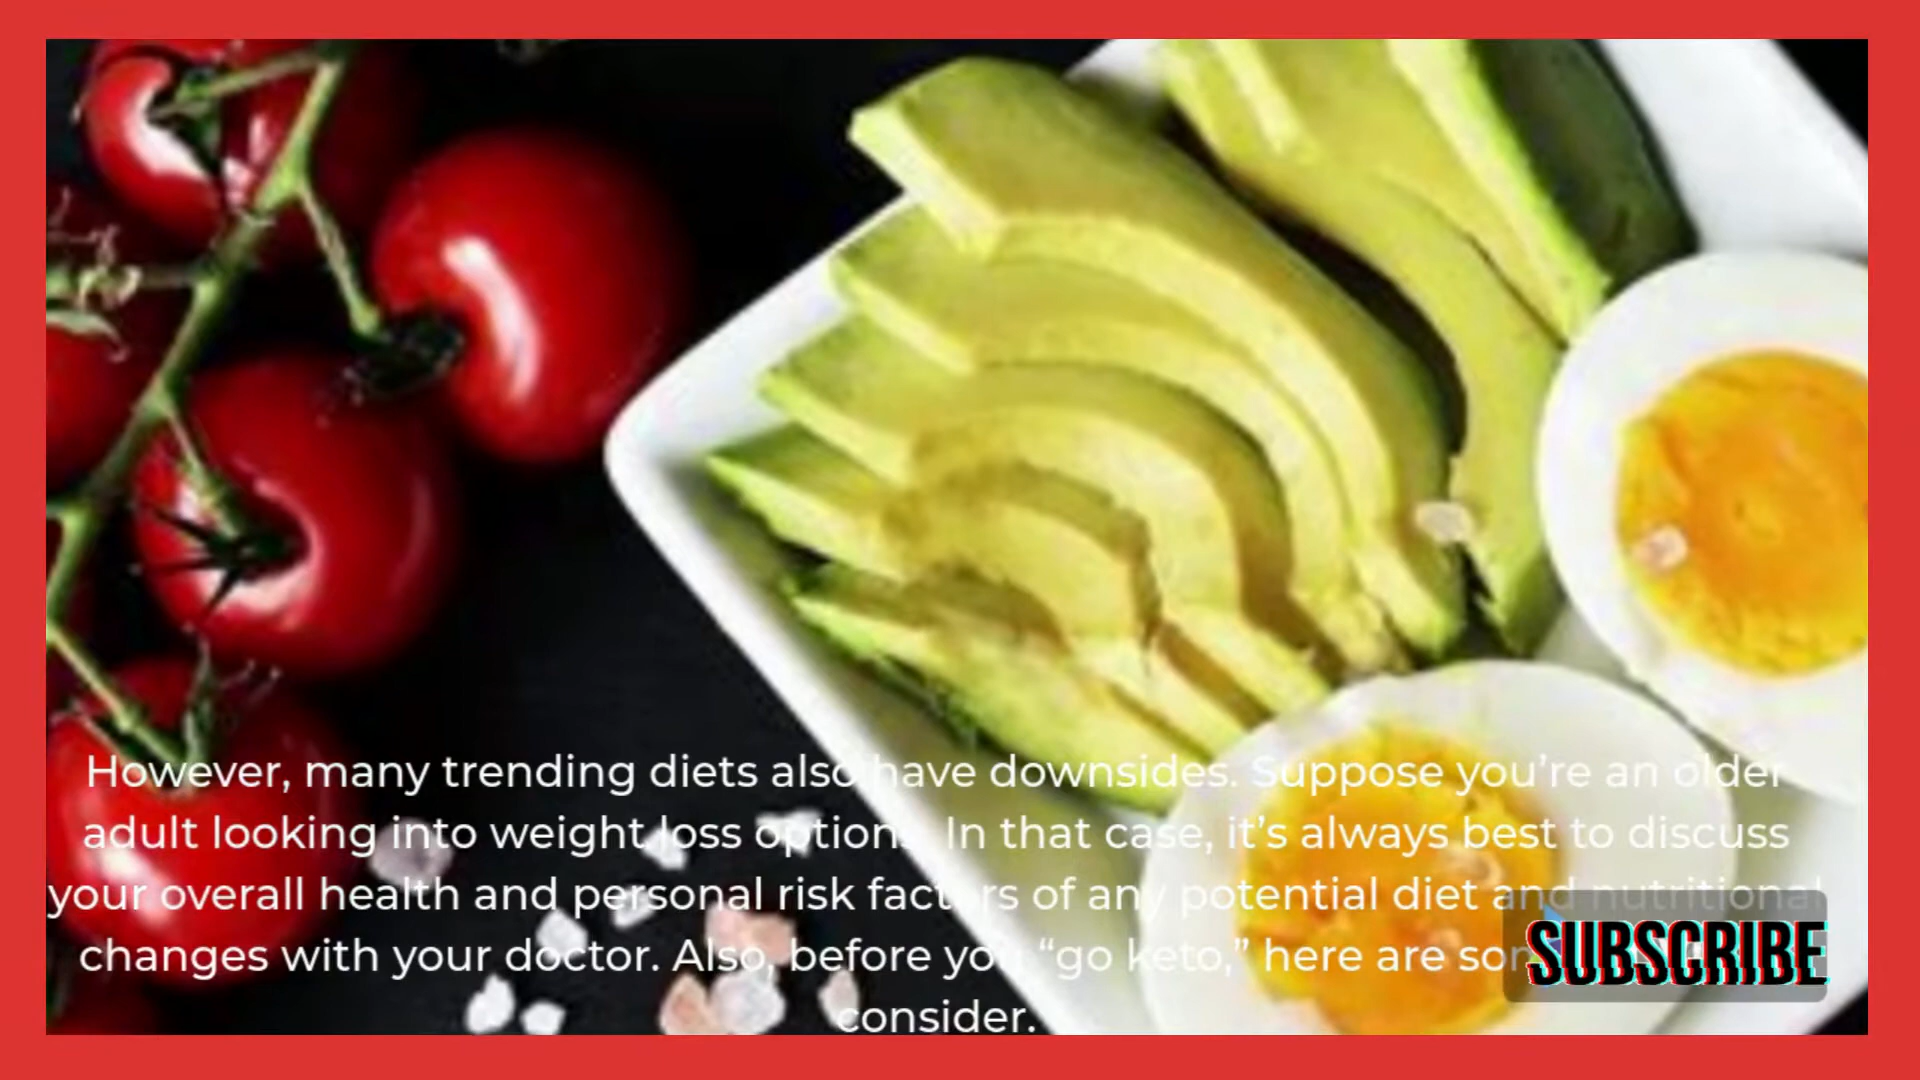 However, many trending diets also have downsides. Suppose you’re an older
adult looking into weight loss options. In that case, it’s always best to discuss
your overall health and personal risk factors of any potential diet and nutritional
changes with your doctor. Also, before you “go keto,” here are
consider.
SUBSCRIBE